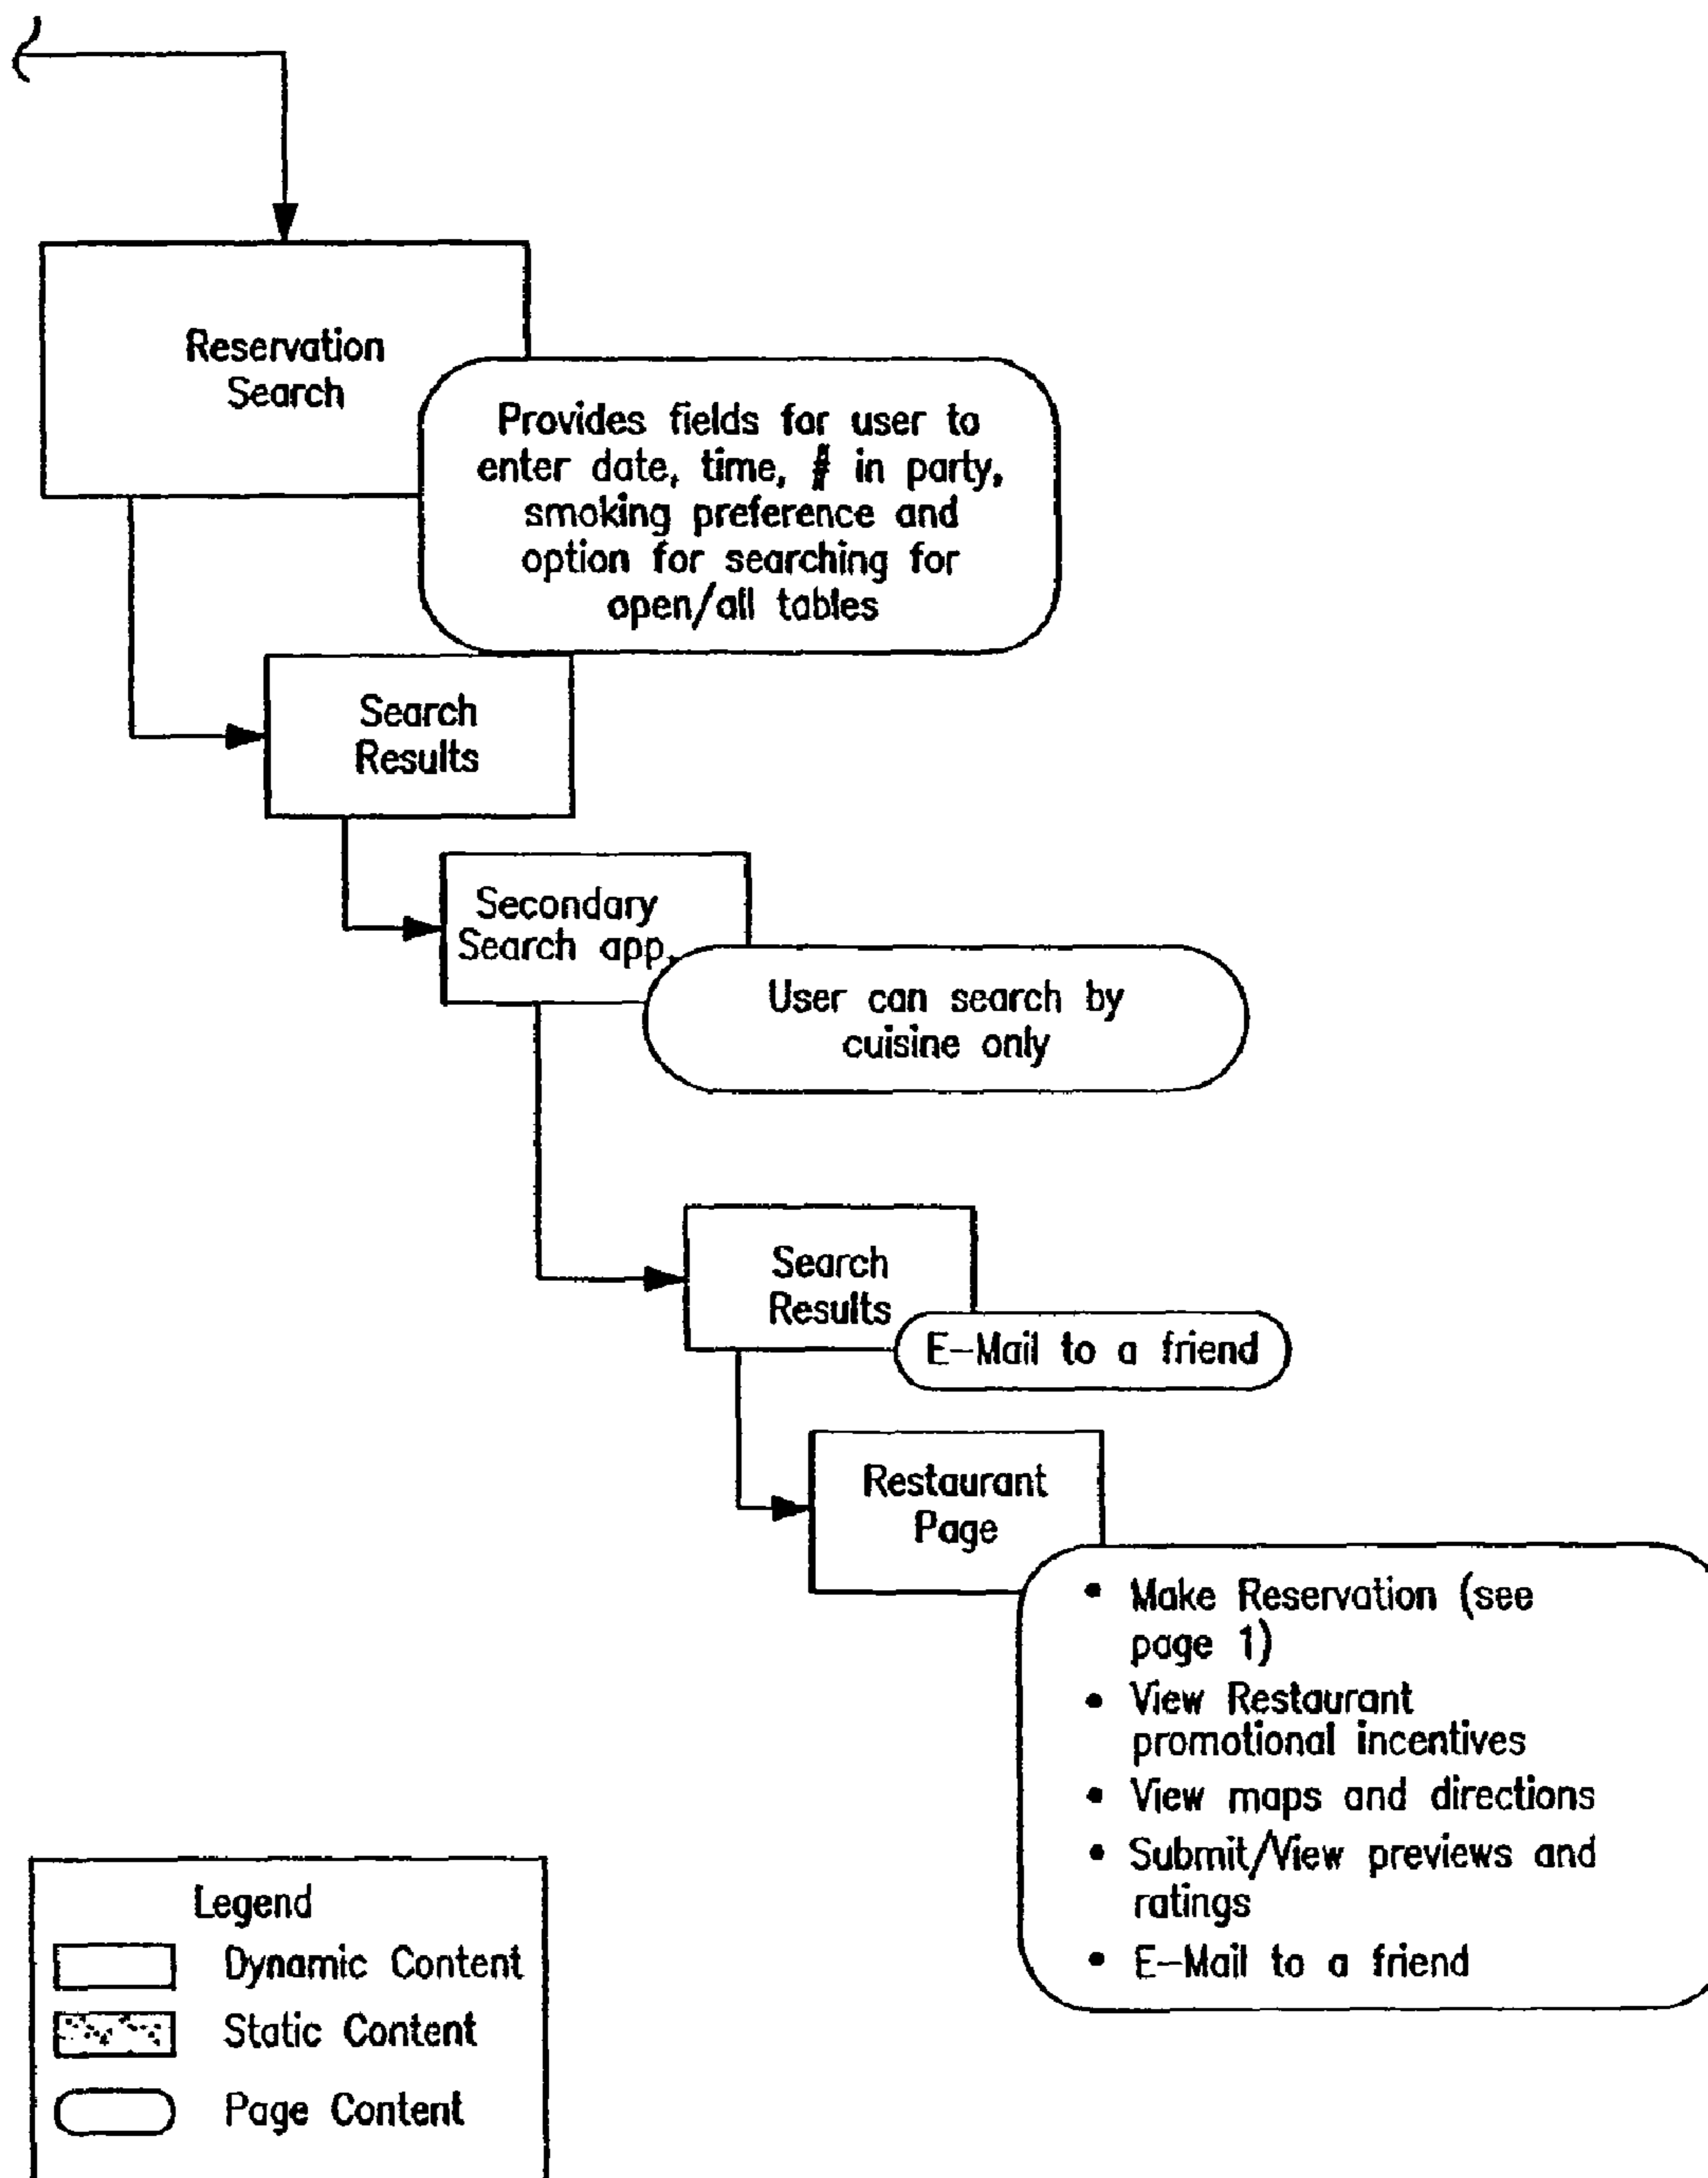 Reservation
Search
Provides fields for user to
enter date, time, # in party,
smoking preference and
option for searching for
open/all tables
Search
Results
Secondary
Search app.
User can search by
cuisine only
Search
Results
E-Mail to a friend
Restaurant
Page
• Make Reservation (see
page 1)
• View Restaurant
promotional incentives
• View maps and directions
• Submit/View previews and
ratings
• E-Mail to a friend
Legend
Dynamic Content
Static Content
Page Content